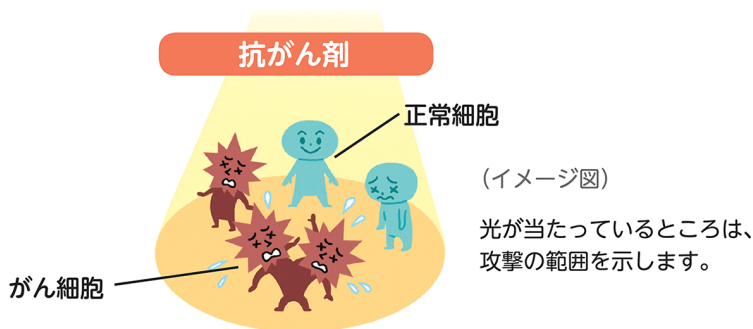 抗がん剤
正常細胞
(イメージ図)
光が当たっているところは、
攻撃の範囲を示します。
がん細胞